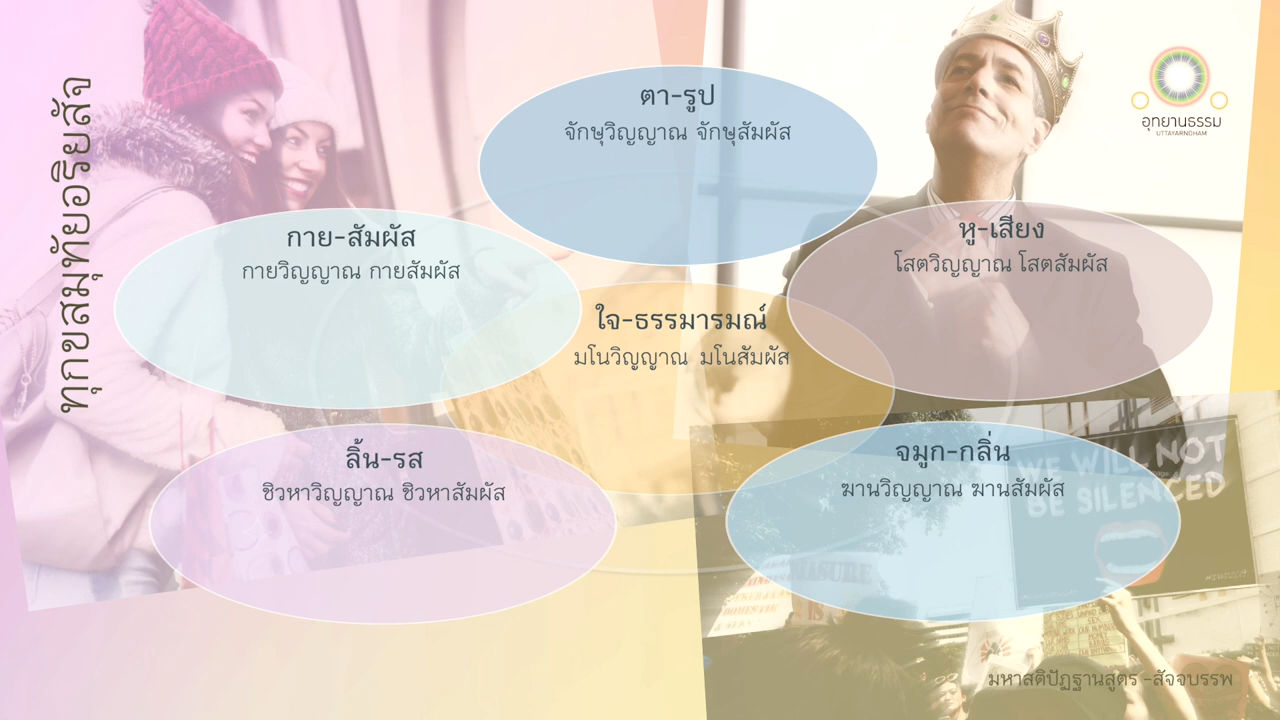 ทุกขสมุทัยอริยสัจ
ตา-รูป
จักษุวิญญาณ จักษุสัมผัส
อุทยานธรรม
UTTAYARNDHAM
กาย-สัมผัส
กายวิญญาณ กายสัมผัส
หู-เสียง
โสตวิญญาณ โสตสัมผัส
ใจ-ธรรมารมณ์
มโนวิญญาณ มโนสัมผัส
ลิ้น-รส
ชิวหาวิญญาณ ชิวหาสัมผัส
จมูก-กลิ่น
ฆานวิญญาณ ฆานสัมผัส
WE WILL NOT
BE SILENCED
มหาสติปัฏฐานสูตร -สัจจบรรพ